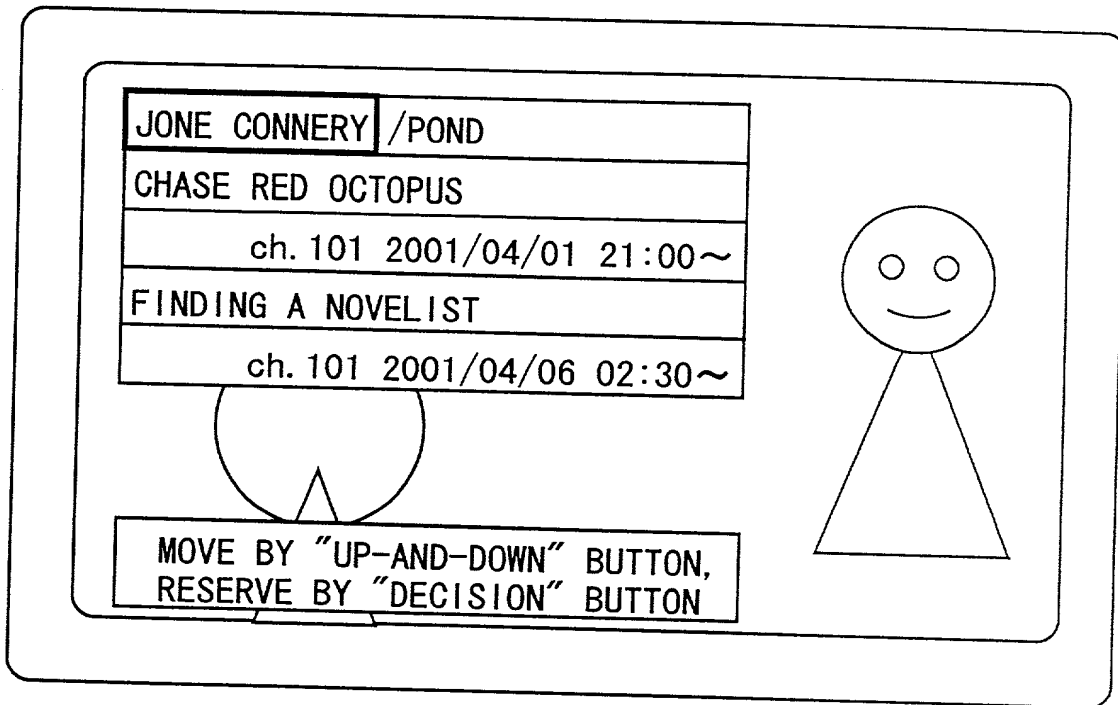 JONE CONNERY /POND
CHASE RED OCTOPUS
ch. 101 2001/04/01 21:00～
FINDING A NOVELIST
ch. 101 2001/04/06 02:30～
MOVE BY "UP-AND-DOWN" BUTTON,
RESERVE BY "DECISION" BUTTON